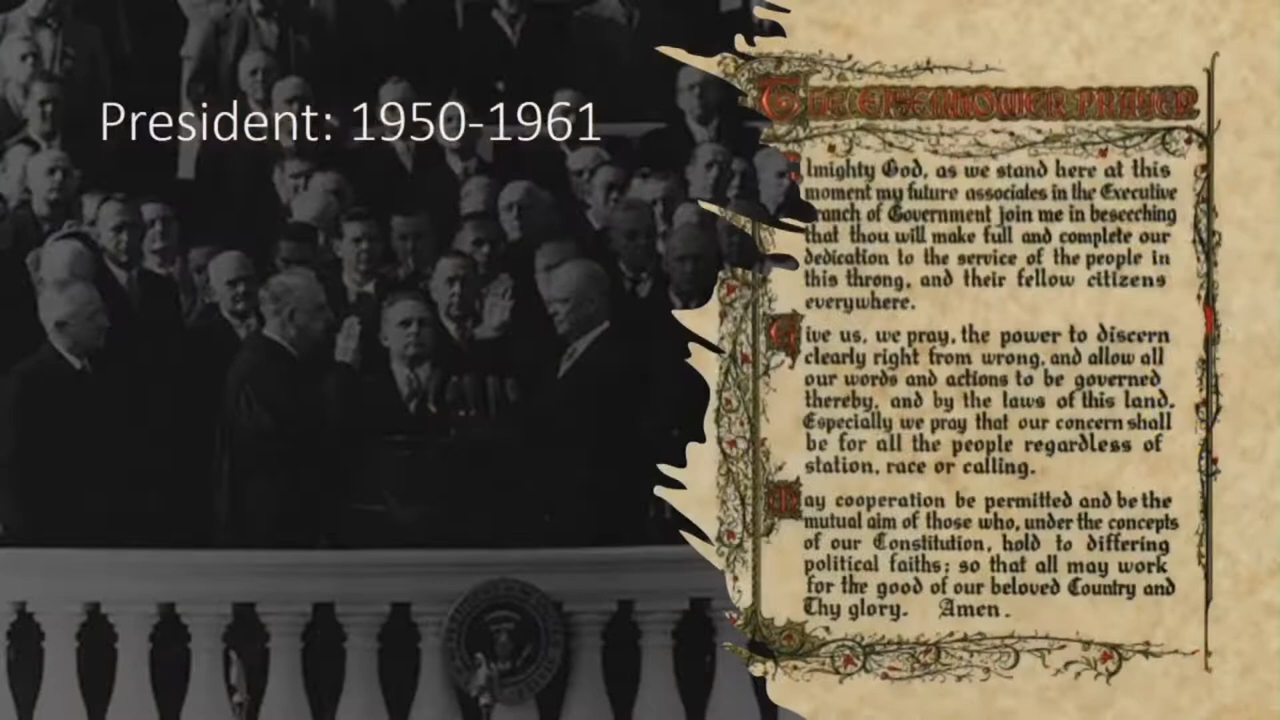 President: 1950-1961
THE EISENHOWER PRAYER
Almighty God, as we stand here at this
moment my future associates in the Executive
ranch of Government join me in beseeching
that thou will make full and complete our
dedication to the service of the people in
this throng, and their fellow citizens
everywhere.
Give us, we pray, the power to discern
clearly right from wrong, and allow all
our words and actions to be governed
thereby, and by the laws of this land.
Especially we pray that our concern shall
be for all the people regardless of
station, race or calling.
May cooperation be permitted and be the
mutual aim of those who, under the concepts
of our Constitution, hold to differing
political faiths; so that all may work
for the good of our beloved Country and
Thy glory. Amen.